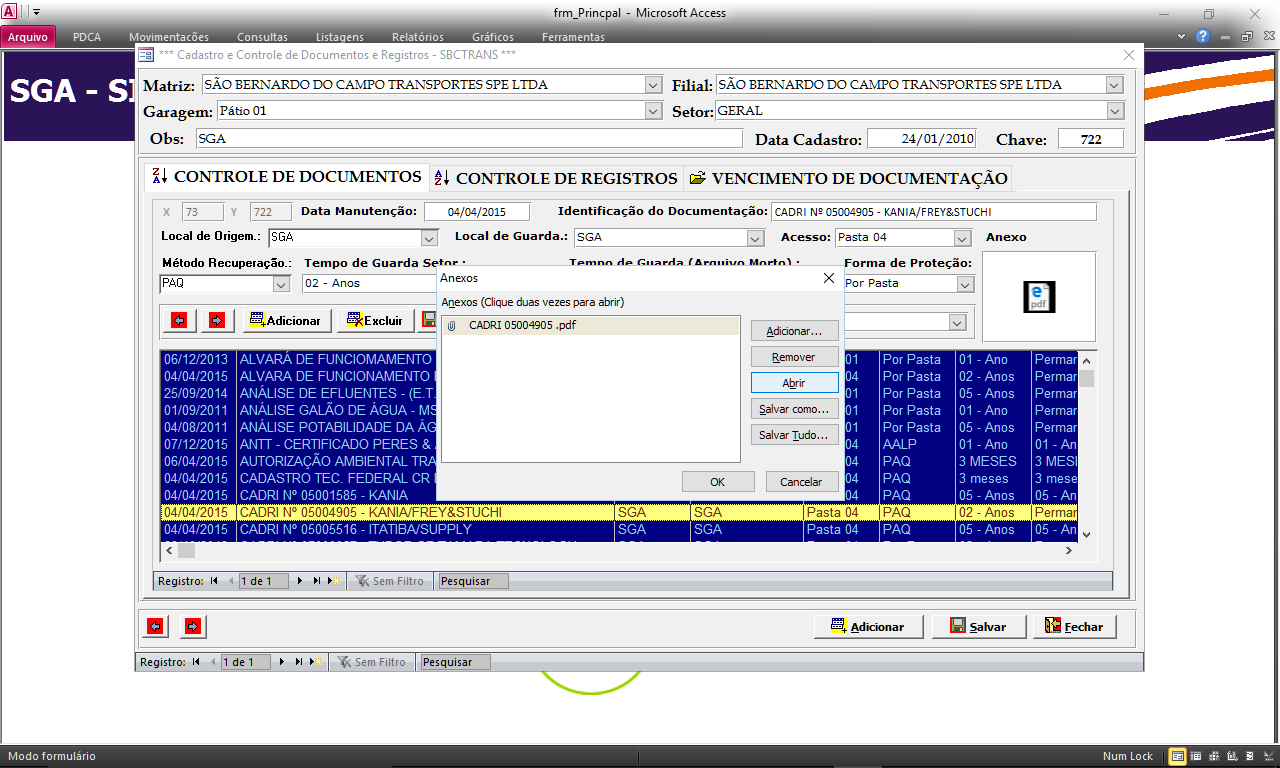 frm_Princpal - Microsoft Access
Arquivo PDCA Movimentacões Consultas Listagens Relatórios Gráficos Ferramentas
*** Cadastro e Controle de Documentos e Registros - SBCTRANS ***
SGA - SI
Matriz: SÃO BERNARDO DO CAMPO TRANSPORTES SPE LTDA Filial: SÃO BERNARDO DO CAMPO TRANSPORTES SPE LTDA
Garagem: Pátio 01 Setor: GERAL
Obs: SGA Data Cadastro: 24/01/2010 Chave: 722
CONTROLE DE DOCUMENTOS CONTROLE DE REGISTROS VENCIMENTO DE DOCUMENTAÇÃO
X 73 Y 722 Data Manutenção: 04/04/2015 Identificação do Documentação: CADRI Nº 05004905 - KANIA/FREY&STUCHI
Local de Origem.: SGA Local de Guarda.: SGA Acesso: Pasta 04 Anexo
Método Recuperação.: Tempo de Guarda Setor.: Tempo de Guarda (Arquivo Morto).: Forma de Proteção:
PAQ 02 - Anos Por Pasta
Adicionar Excluir
Anexos
Anexos (Clique duas vezes para abrir)
CADRI 05004905 .pdf
Adicionar...
Remover
Abrir
Salvar como...
Salvar Tudo...
OK Cancelar
pdf
06/12/2013 ALVARÁ DE FUNCIOMAMENTO 01 Por Pasta 01 - Ano Permar
04/04/2015 ALVARA DE FUNCIONAMENTO 04 Por Pasta 02 - Anos Permar
25/09/2014 ANÁLISE DE EFLUENTES - (E.T. 04 Por Pasta 05 - Anos Permar
01/09/2011 ANÁLISE GALÃO DE ÁGUA - MS 01 Por Pasta 01 - Ano Permar
04/08/2011 ANÁLISE POTABILIDADE DA ÁG 01 Por Pasta 05 - Anos Permar
07/12/2015 ANTT - CERTIFICADO PERES & 04 AALP 01 - Ano 01 - An
06/04/2015 AUTORIZAÇÃO AMBIENTAL TRA 04 PAQ 3 MESES 3 MESI
04/04/2015 CADASTRO TEC. FEDERAL CR 04 PAQ 3 meses 3 mese
04/04/2015 CADRI Nº 05001585 - KANIA 04 PAQ 05 - Anos 05 - An
04/04/2015 CADRI Nº 05004905 - KANIA/FREY&STUCHI SGA SGA Pasta 04 PAQ 02 - Anos Permar
04/04/2015 CADRI Nº 05005516 - ITATIBA/SUPPLY SGA SGA Pasta 04 PAQ 05 - Anos 05 - An
Registro: 1 de 1 Sem Filtro Pesquisar
Adicionar Salvar Fechar
Registro: 1 de 1 Sem Filtro Pesquisar
Modo formulário Num Lock